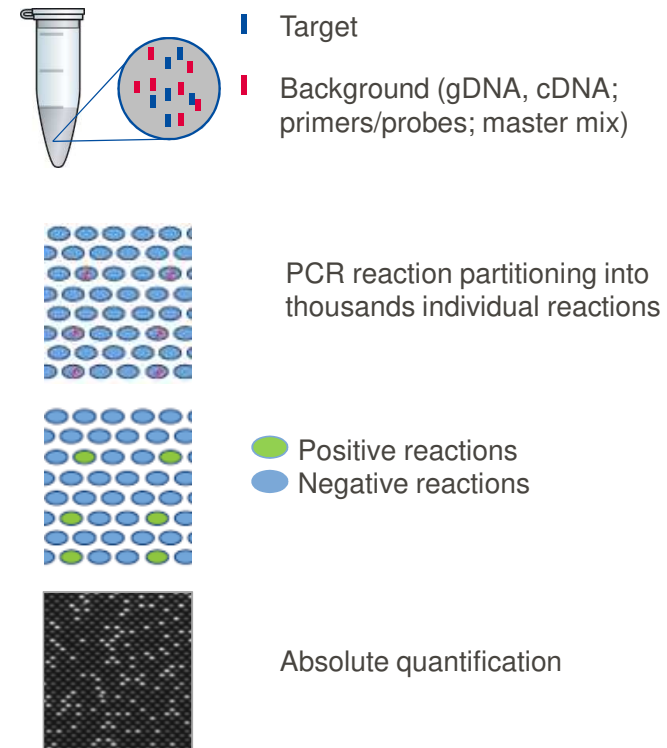 Target
Background (gDNA, cDNA;
primers/probes; master mix)
PCR reaction partitioning into
thousands individual reactions
Positive reactions
Negative reactions
Absolute quantification